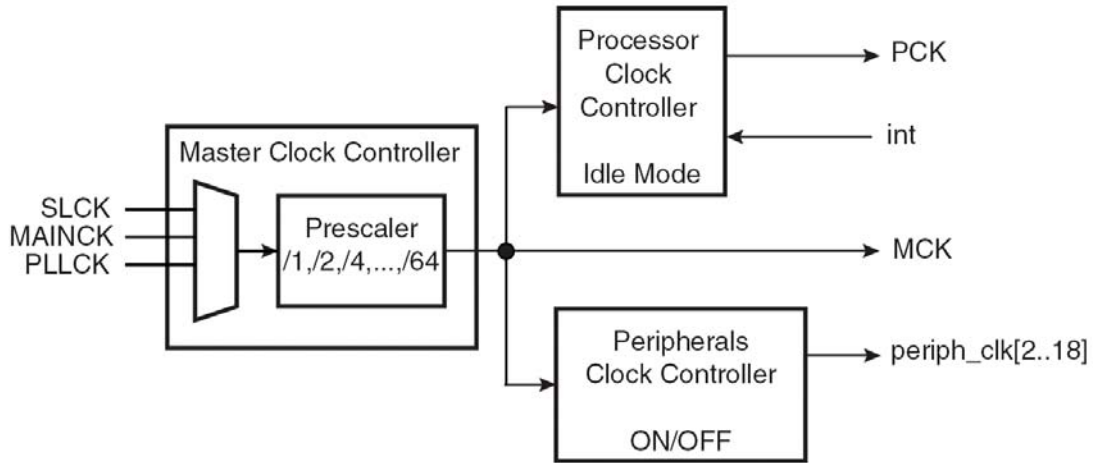 Processor
Clock
Controller
Idle Mode
PCK
int
Master Clock Controller
SLCK
MAINCK
PLLCK
Prescaler
/1,/2,/4,...,/64
MCK
Peripherals
Clock Controller
ON/OFF
periph_clk[2..18]